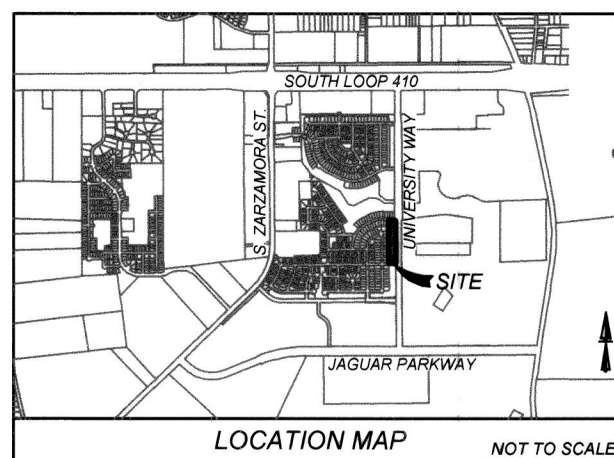 SOUTH LOOP 410
S. ZARZAMORA ST.
UNIVERSITY WAY
SITE
JAGUAR PARKWAY
LOCATION MAP
NOT TO SCALE